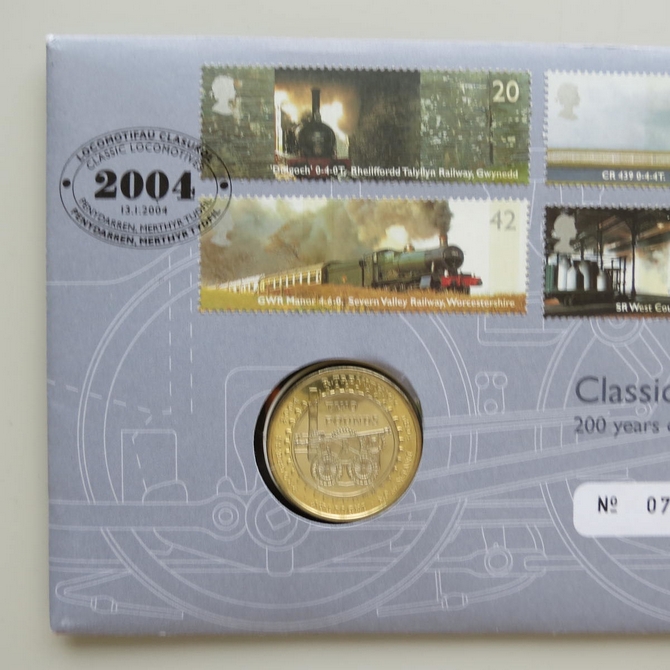 LOCOMOTIFAU CLASUROL
CLASSIC LOCOMOTIVES
2004
13.1.2004
PENYDARREN, MERTHYR TUDFUL
PENYDARREN, MERTHYR TYDFIL
20
0-4-0T, Rheilffordd Talyllyn Railway, Gwynedd
CR 439 0-4-4T.
42
GWR Manor 4-6-0, Severn Valley Railway, Worcestershire
SR West Cou
Classic
200 years
Nº 07